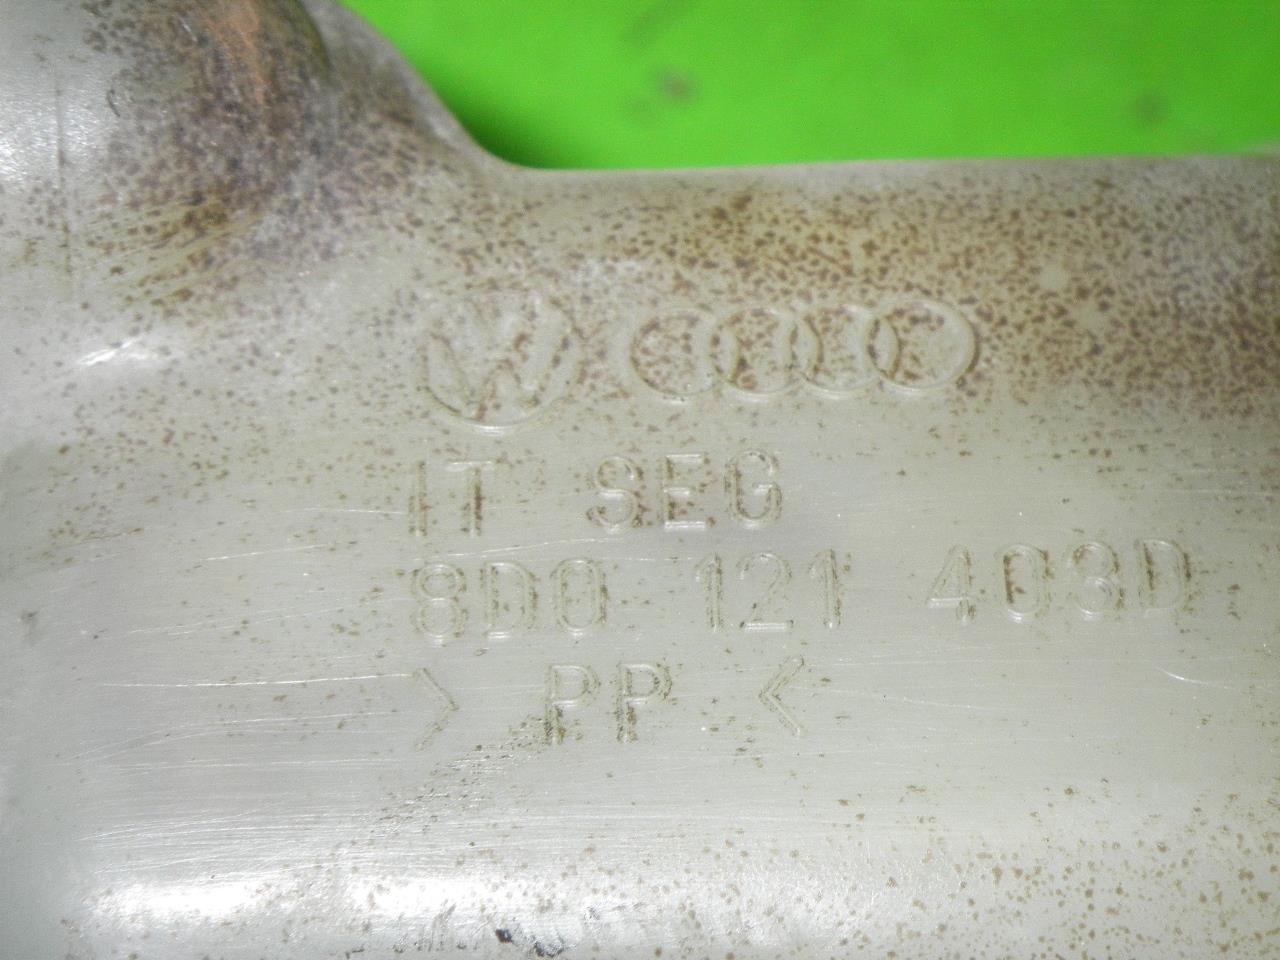 IT SEG
8D0 121 403D
> PP <